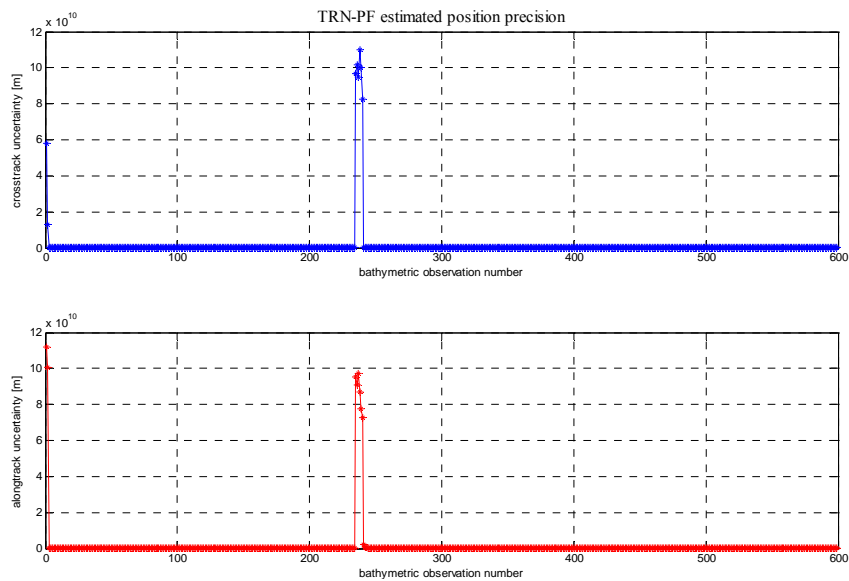 TRN-PF estimated position precision
x 10^10
12
10
8
6
4
2
0
0 100 200 300 400 500 600
crosstrack uncertainty [m]
bathymetric observation number
x 10^10
12
10
8
6
4
2
0
0 100 200 300 400 500 600
alongtrack uncertainty [m]
bathymetric observation number